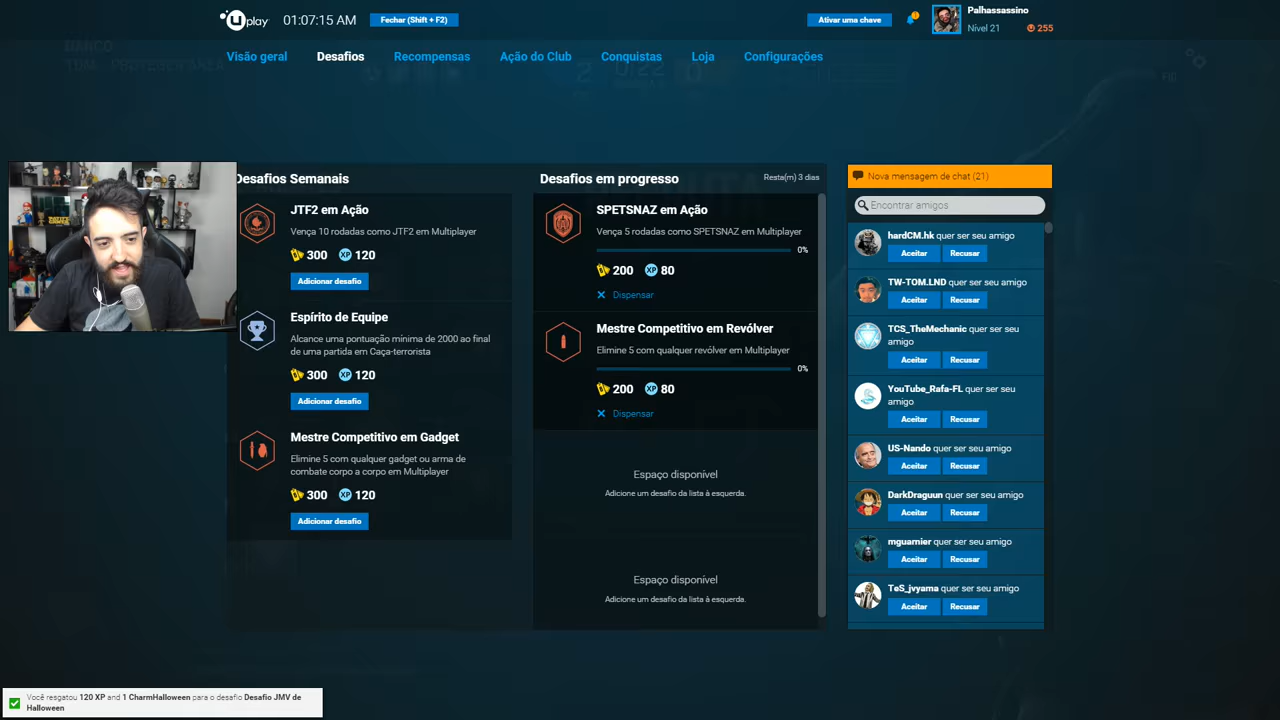 uplay
01:07:15 AM
Fechar (Shift + F2)
Ativar uma chave
Palhassassino
Nível 21
255
Visão geral
Desafios
Recompensas
Ação do Club
Conquistas
Loja
Configurações
Desafios Semanais
JTF2 em Ação
Vença 10 rodadas como JTF2 em Multiplayer
300 XP 120
Adicionar desafio
Espírito de Equipe
Alcance uma pontuação mínima de 2000 ao final
de uma partida em Caça-terrorista
300 XP 120
Adicionar desafio
Mestre Competitivo em Gadget
Elimine 5 com qualquer gadget ou arma de
combate corpo a corpo em Multiplayer
300 XP 120
Adicionar desafio
Desafios em progresso
Resta(m) 3 dias
SPETSNAZ em Ação
Vença 5 rodadas como SPETSNAZ em Multiplayer
0%
200 XP 80
Dispensar
Mestre Competitivo em Revólver
Elimine 5 com qualquer revólver em Multiplayer
0%
200 XP 80
Dispensar
Espaço disponível
Adicione um desafio da lista à esquerda.
Espaço disponível
Adicione um desafio da lista à esquerda.
Nova mensagem de chat (21)
Encontrar amigos
hardCM.hk quer ser seu amigo
Aceitar Recusar
TW-TOM.LND quer ser seu amigo
Aceitar Recusar
TCS_TheMechanic quer ser seu
amigo
Aceitar Recusar
YouTube_Rafa-FL quer ser seu
amigo
Aceitar Recusar
US-Nando quer ser seu amigo
Aceitar Recusar
DarkDraguun quer ser seu amigo
Aceitar Recusar
mguarnier quer ser seu amigo
Aceitar Recusar
TeS_jvyama quer ser seu amigo
Aceitar Recusar
Você resgatou 120 XP and 1 CharmHalloween para o desafio Desafio JMV de
Halloween